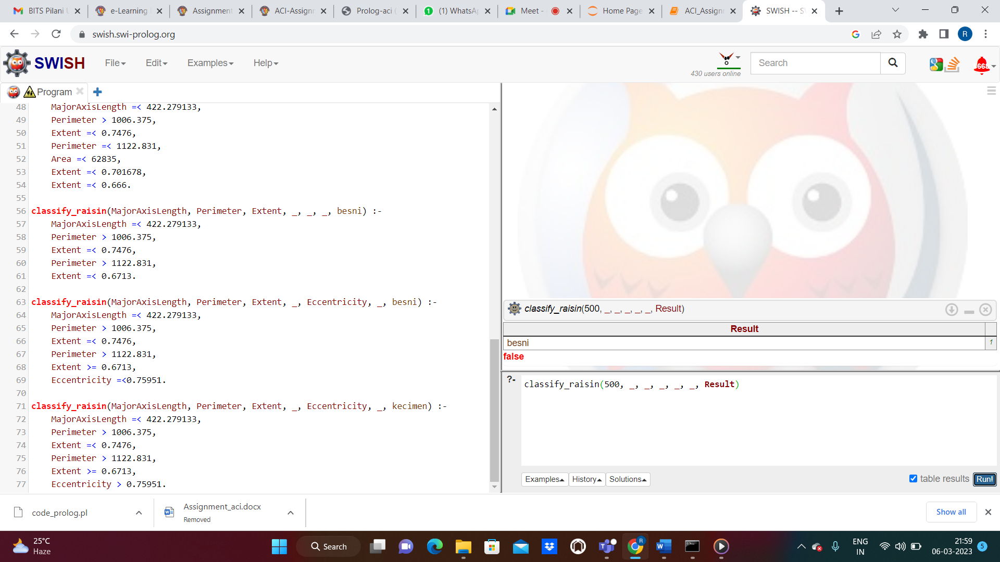 BITS Pilani
e-Learning
Assignment
ACI-Assignm
Prolog-aci (
(1) WhatsAp
Meet -
Home Page
ACI_Assignm
SWISH -- S
swish.swi-prolog.org
R
SWISH
File
Edit
Examples
Help
430 users online
Search
Program
48 MajorAxisLength =< 422.279133,
49 Perimeter > 1006.375,
50 Extent =< 0.7476,
51 Perimeter =< 1122.831,
52 Area =< 62835,
53 Extent =< 0.701678,
54 Extent =< 0.666.
55
56 classify_raisin(MajorAxisLength, Perimeter, Extent, _, _, _, besni) :-
57 MajorAxisLength =< 422.279133,
58 Perimeter > 1006.375,
59 Extent =< 0.7476,
60 Perimeter > 1122.831,
61 Extent =< 0.6713.
62
63 classify_raisin(MajorAxisLength, Perimeter, Extent, _, Eccentricity, _, besni) :-
64 MajorAxisLength =< 422.279133,
65 Perimeter > 1006.375,
66 Extent =< 0.7476,
67 Perimeter > 1122.831,
68 Extent >= 0.6713,
69 Eccentricity =<0.75951.
70
71 classify_raisin(MajorAxisLength, Perimeter, Extent, _, Eccentricity, _, kecimen) :-
72 MajorAxisLength =< 422.279133,
73 Perimeter > 1006.375,
74 Extent =< 0.7476,
75 Perimeter > 1122.831,
76 Extent >= 0.6713,
77 Eccentricity > 0.75951.
classify_raisin(500, _, _, _, _, _, Result)
Result
besni 1
false
?- classify_raisin(500, _, _, _, _, _, Result)
Examples
History
Solutions
table results
Run!
code_prolog.pl
Assignment_aci.docx
Removed
Show all
25°C
Haze
Search
ENG
IN
21:59
06-03-2023
5